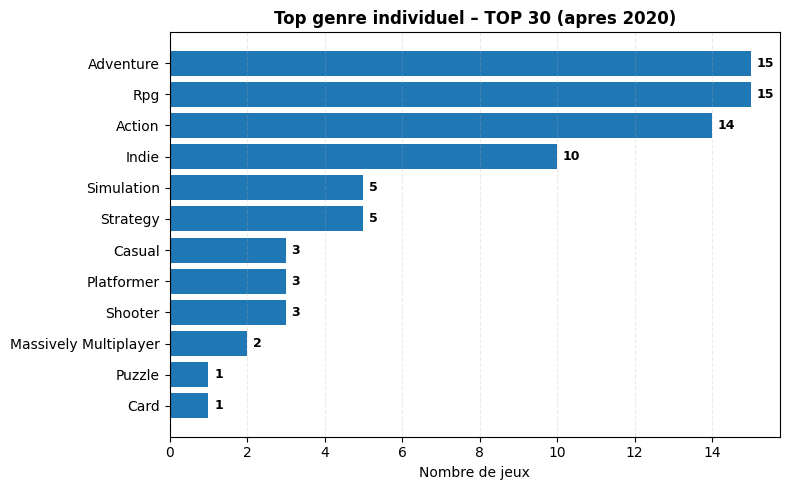 Top genre individuel – TOP 30 (apres 2020)
Adventure 15
Rpg 15
Action 14
Indie 10
Simulation 5
Strategy 5
Casual 3
Platformer 3
Shooter 3
Massively Multiplayer 2
Puzzle 1
Card 1
0 2 4 6 8 10 12 14
Nombre de jeux